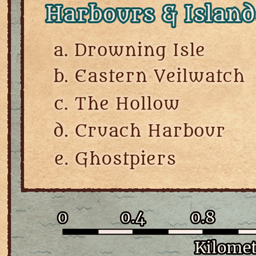 Harbours & Island
a. Drowning Isle
b. Eastern Veilwatch
c. The Hollow
d. Cruach Harbour
e. Ghostpiers
0 0.4 0.8
Kilomet